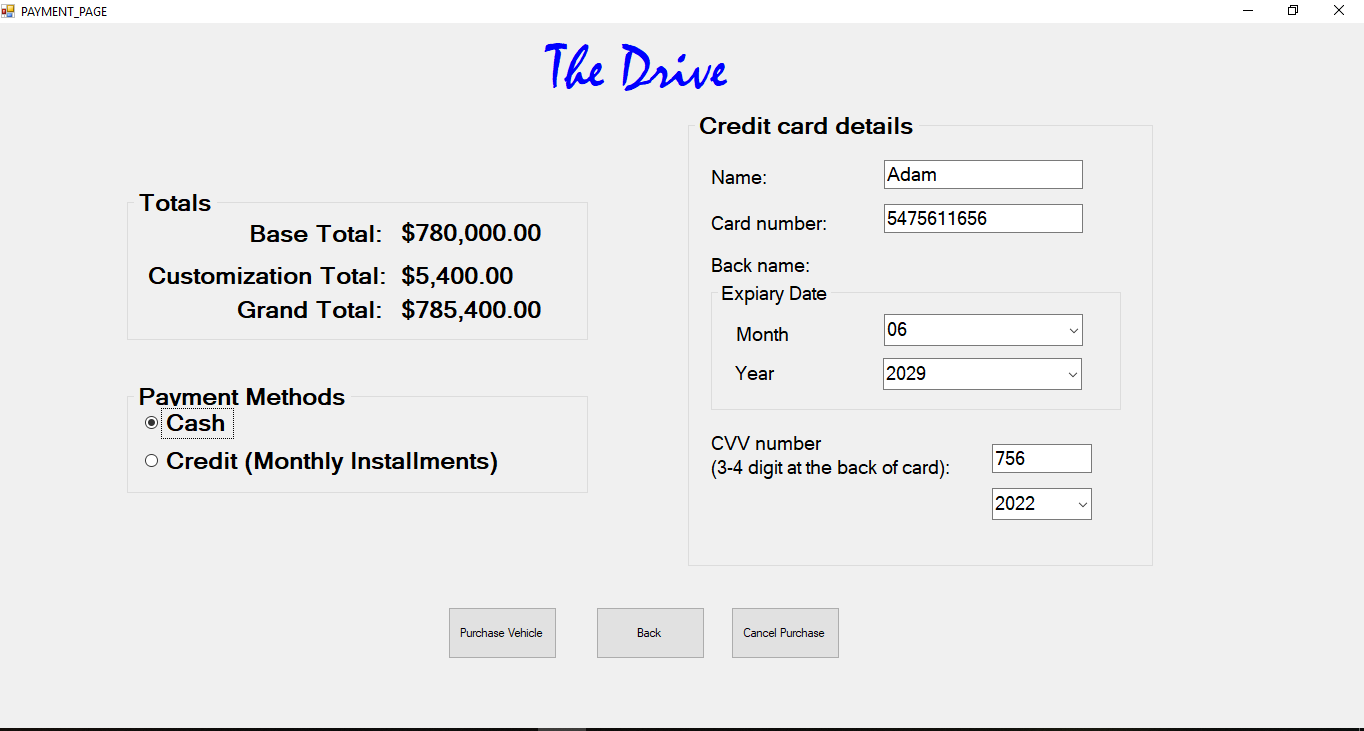 PAYMENT_PAGE
The Drive
Totals
Base Total: $780,000.00
Customization Total: $5,400.00
Grand Total: $785,400.00
Payment Methods
Cash
Credit (Monthly Installments)
Credit card details
Name: Adam
Card number: 5475611656
Back name:
Expiary Date
Month 06
Year 2029
CVV number
(3-4 digit at the back of card): 756
2022
Purchase Vehicle Back Cancel Purchase